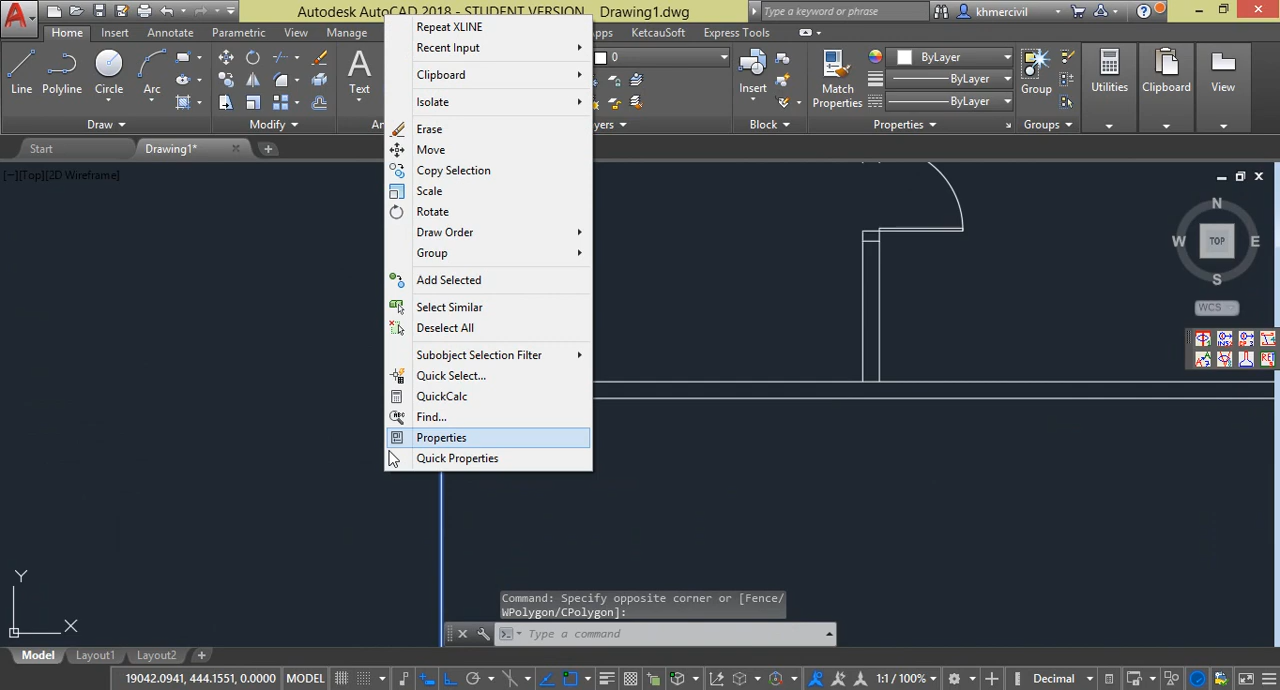 Autodesk AutoCAD 2018 - STUDENT VERSION    Drawing1.dwg
Type a keyword or phrase
khmercivil
Home
Insert
Annotate
Parametric
View
Manage
Apps
KetcauSoft
Express Tools
Line
Polyline
Circle
Arc
Text
0
Insert
Match
Properties
ByLayer
ByLayer
ByLayer
Group
Utilities
Clipboard
View
Draw
Modify
Block
Properties
Groups
Start
Drawing1*
[−][Top][2D Wireframe]
Repeat XLINE
Recent Input
Clipboard
Isolate
Erase
Move
Copy Selection
Scale
Rotate
Draw Order
Group
Add Selected
Select Similar
Deselect All
Subobject Selection Filter
Quick Select...
QuickCalc
Find...
Properties
Quick Properties
N
W
TOP
E
S
WCS
Y
X
Command: Specify opposite corner or [Fence/
WPolygon/CPolygon]:
Type a command
Model
Layout1
Layout2
19042.0941, 444.1551, 0.0000
MODEL
1:1 / 100%
Decimal